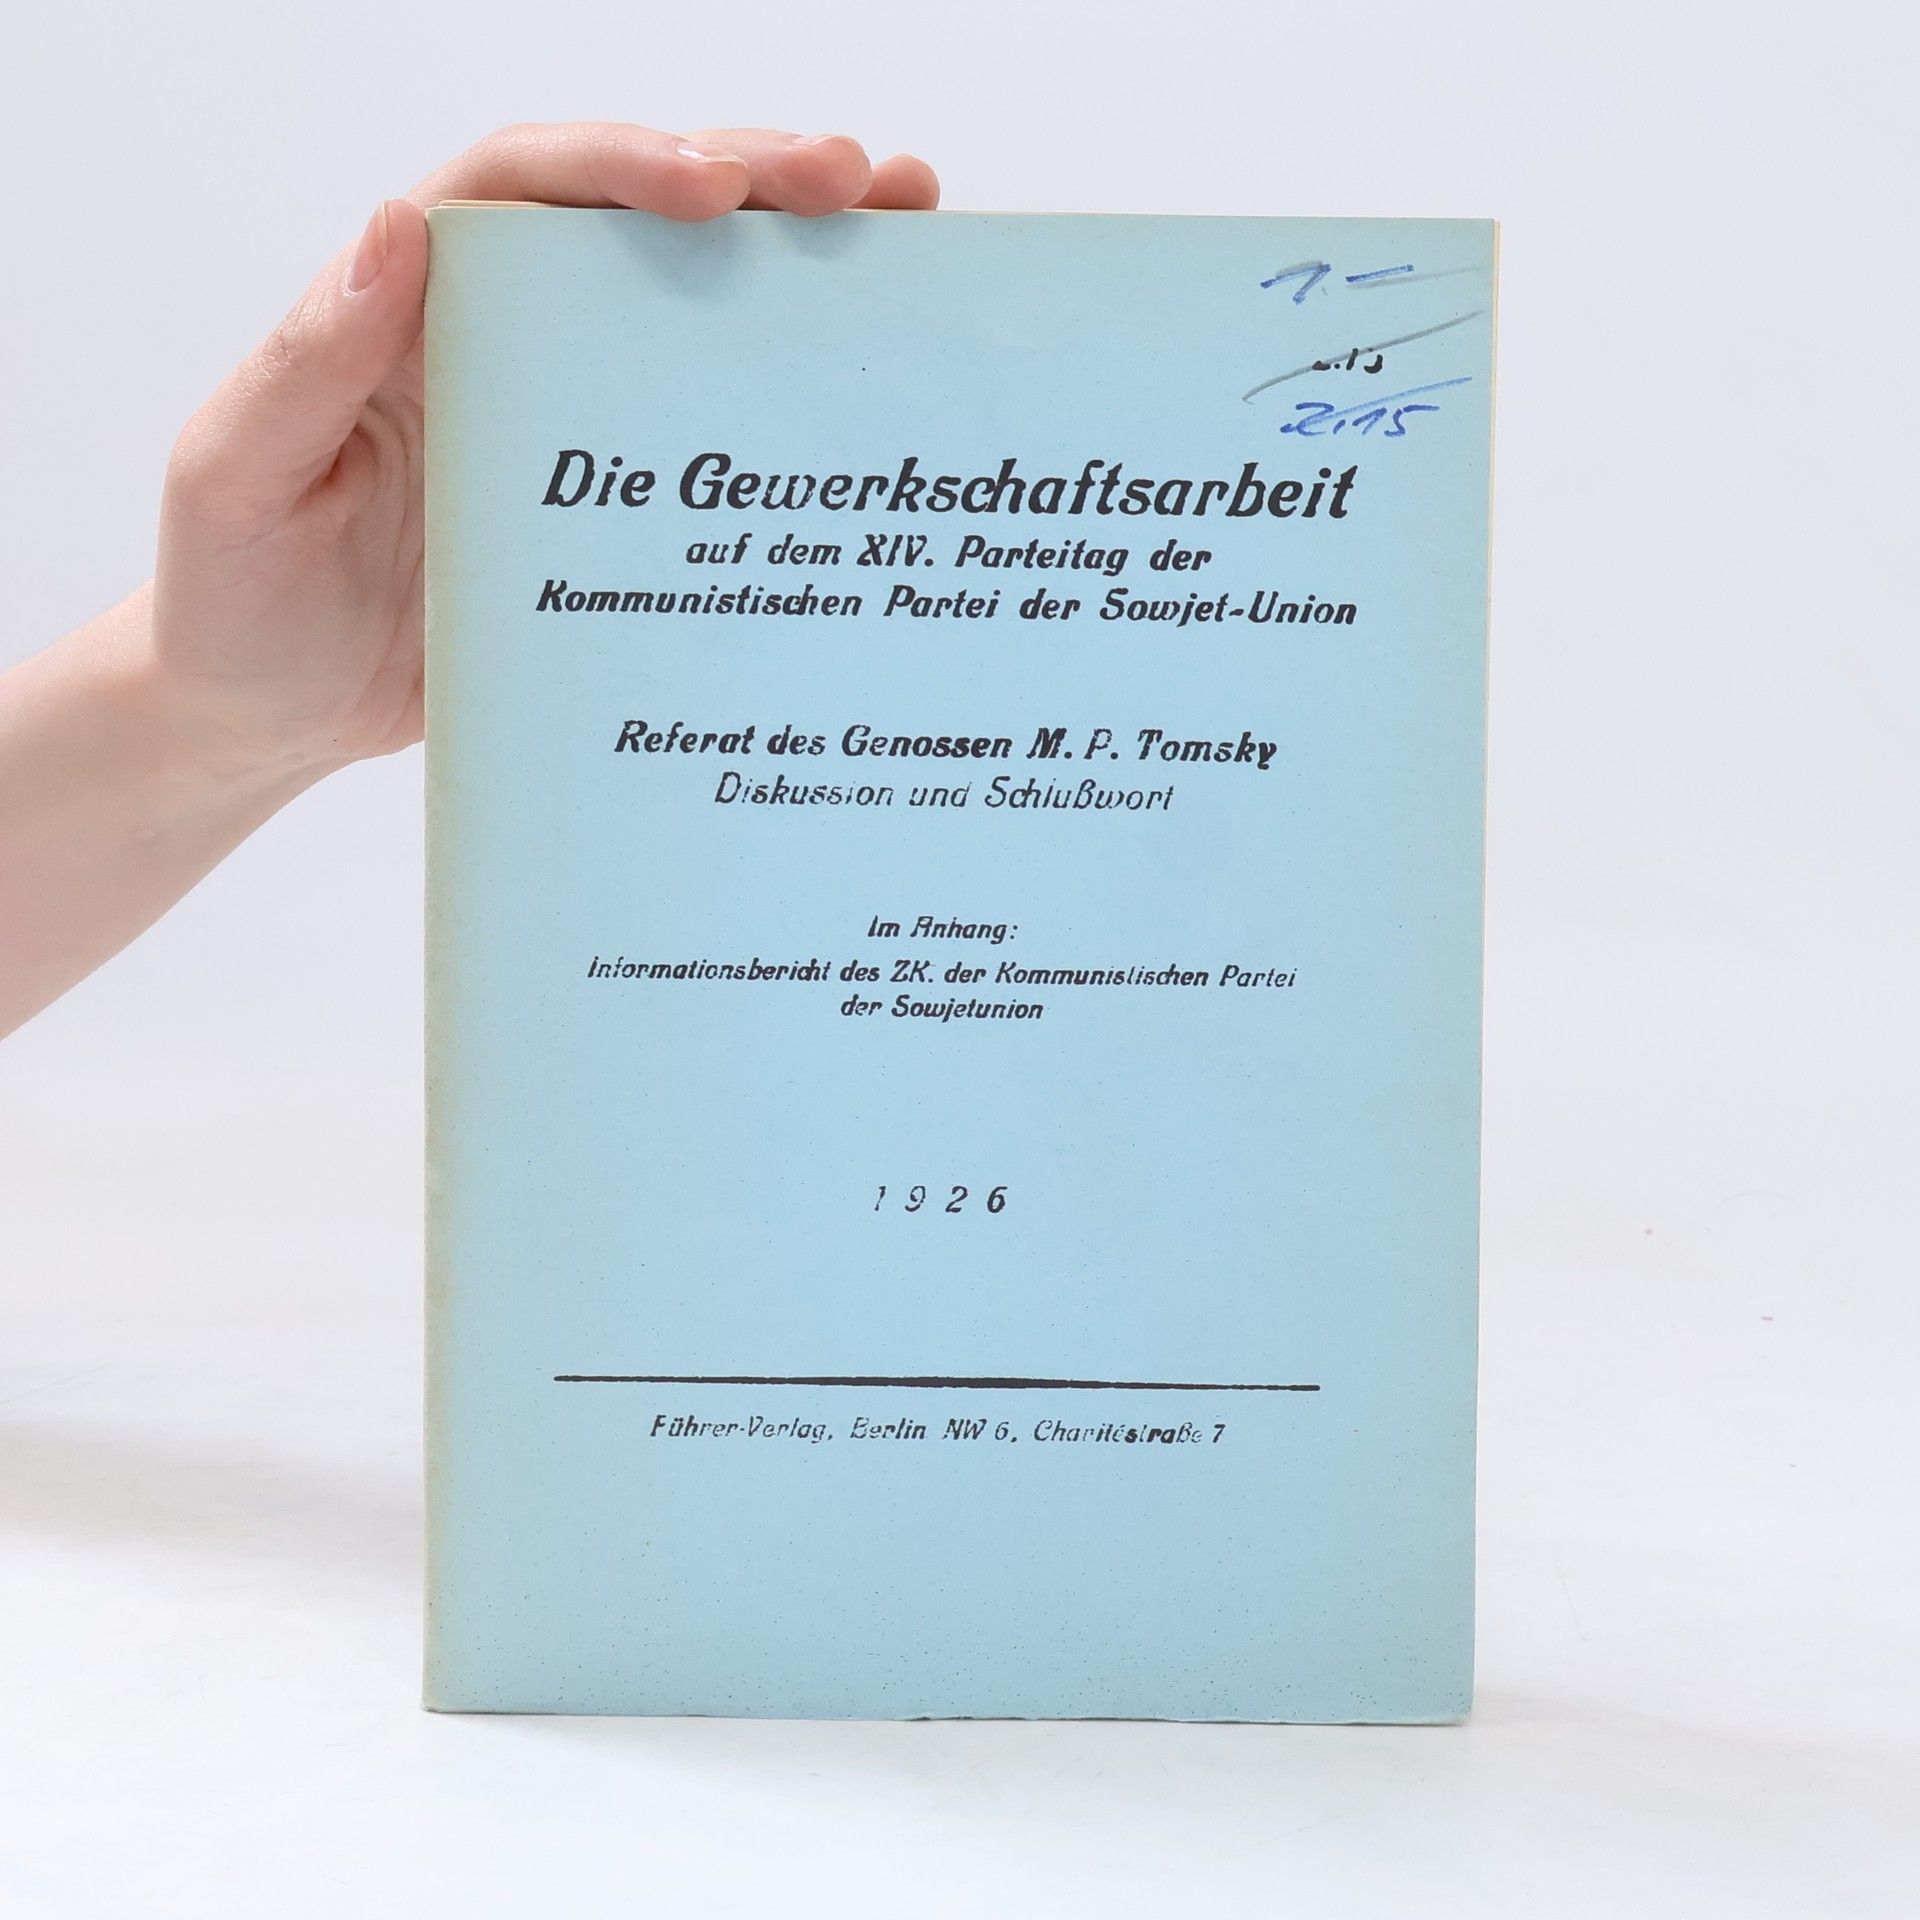 1.-
2.15
Die Gewerkschaftsarbeit
auf dem XIV. Parteitag der
Kommunistischen Partei der Sowjet-Union
Referat des Genossen M. P. Tomsky
Diskussion und Schlußwort
Im Anhang:
Informationsbericht des ZK. der Kommunistischen Partei
der Sowjetunion
1926
Führer-Verlag, Berlin NW 6, Charitéstraße 7